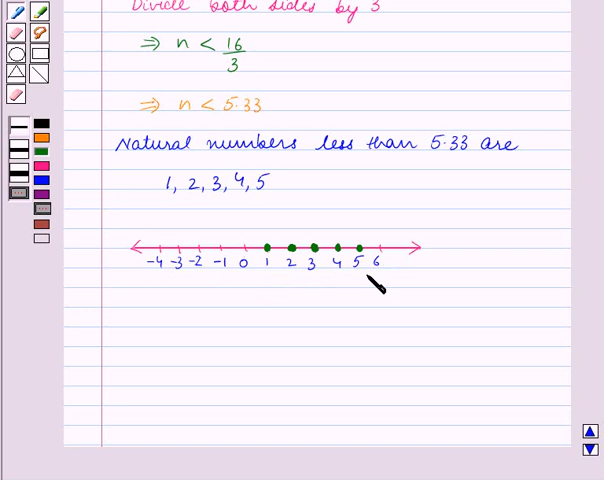 Divide both sides by 3
⇒ n < 16/3
⇒ n < 5.33
Natural numbers less than 5.33 are
1, 2, 3, 4, 5
-4 -3 -2 -1 0 1 2 3 4 5 6